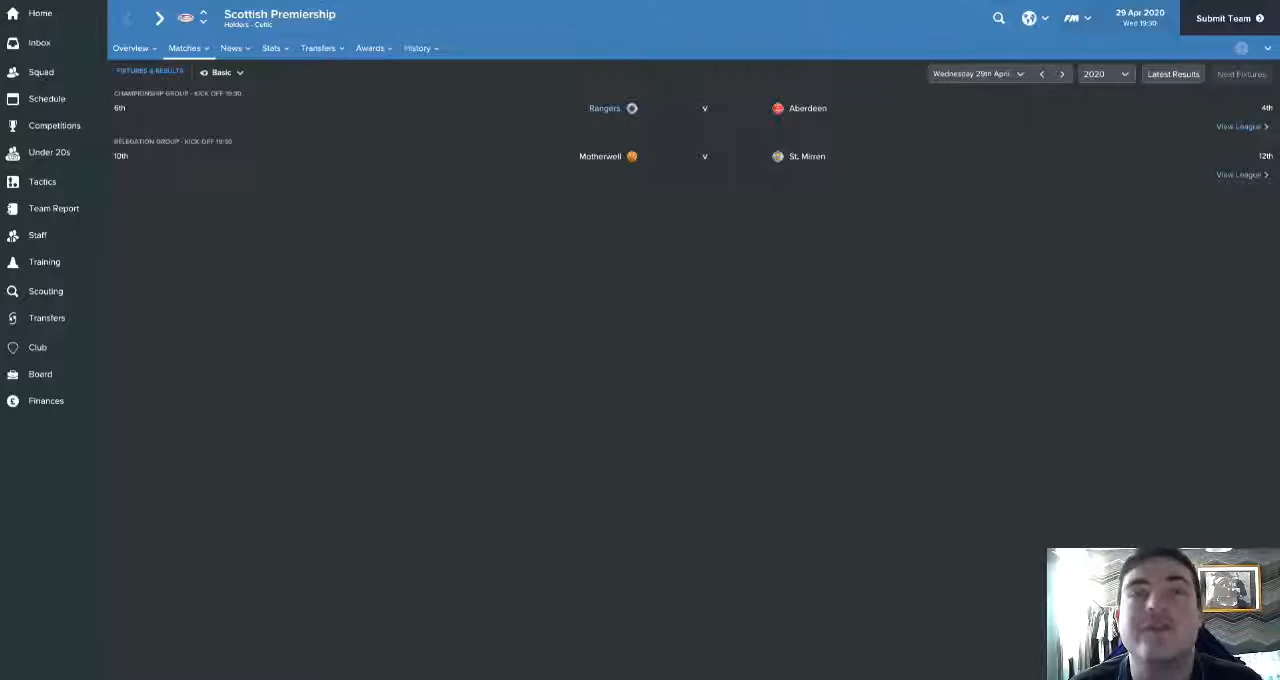 Home
Inbox
Squad
Schedule
Competitions
Under 20s
Tactics
Team Report
Staff
Training
Scouting
Transfers
Club
Board
Finances
Scottish Premiership
Holders - Celtic
FM
29 Apr 2020
Wed 19:30
Submit Team
Overview
Matches
News
Stats
Transfers
Awards
History
FIXTURES & RESULTS
Basic
Wednesday 29th April
2020
Latest Results
Next Fixtures
CHAMPIONSHIP GROUP - KICK OFF 19:30
6th Rangers v Aberdeen 4th
View League
RELEGATION GROUP - KICK OFF 19:30
10th Motherwell v St. Mirren 12th
View League